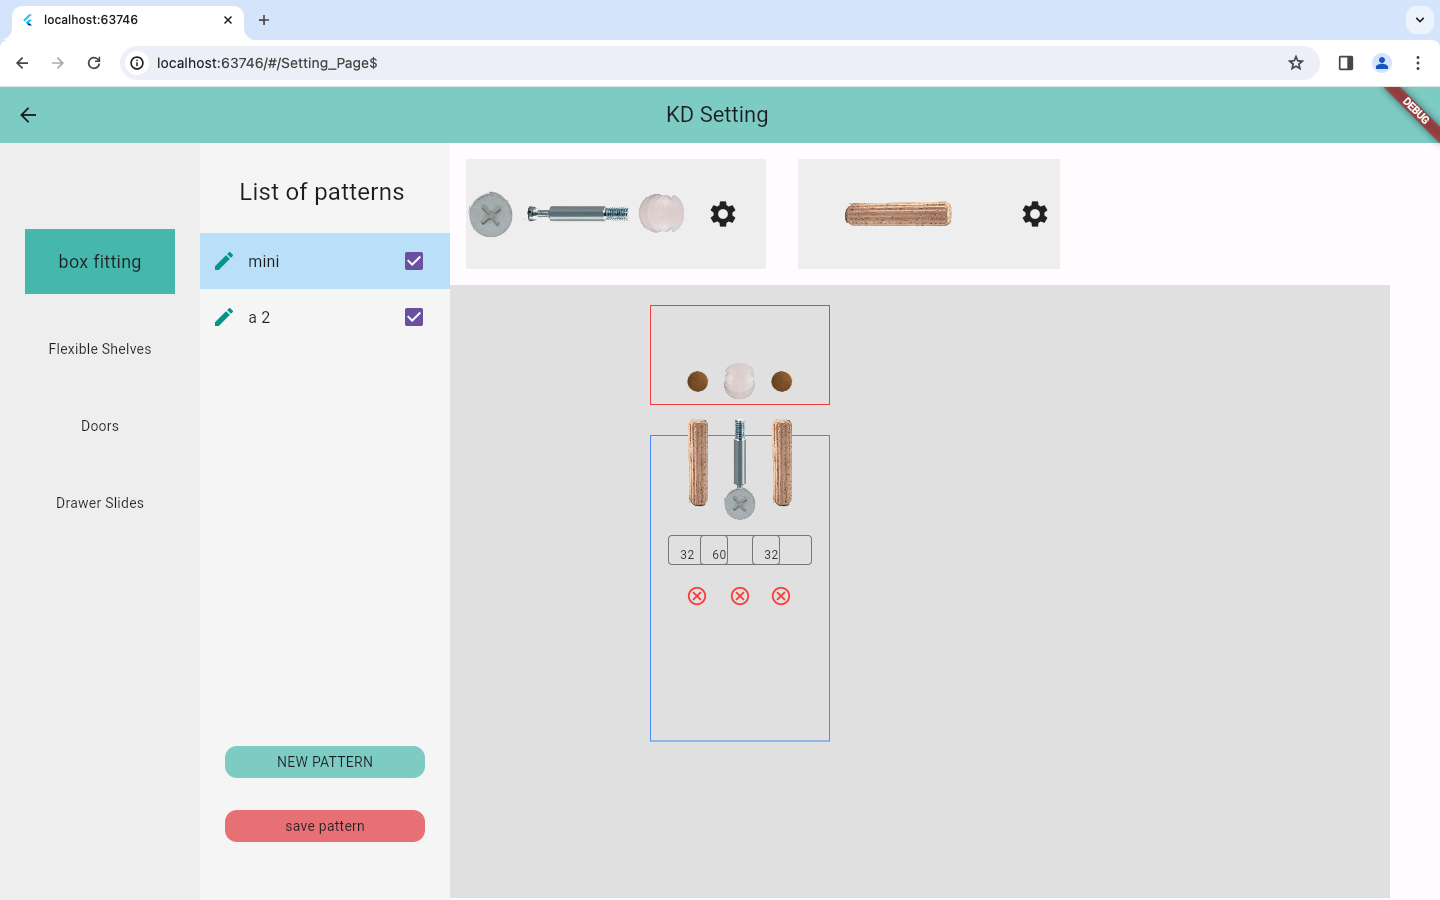 localhost:63746
localhost:63746/#/Setting_Page$
KD Setting
DEBUG
List of patterns
box fitting
mini
a 2
Flexible Shelves
Doors
Drawer Slides
32 60 32
NEW PATTERN
save pattern